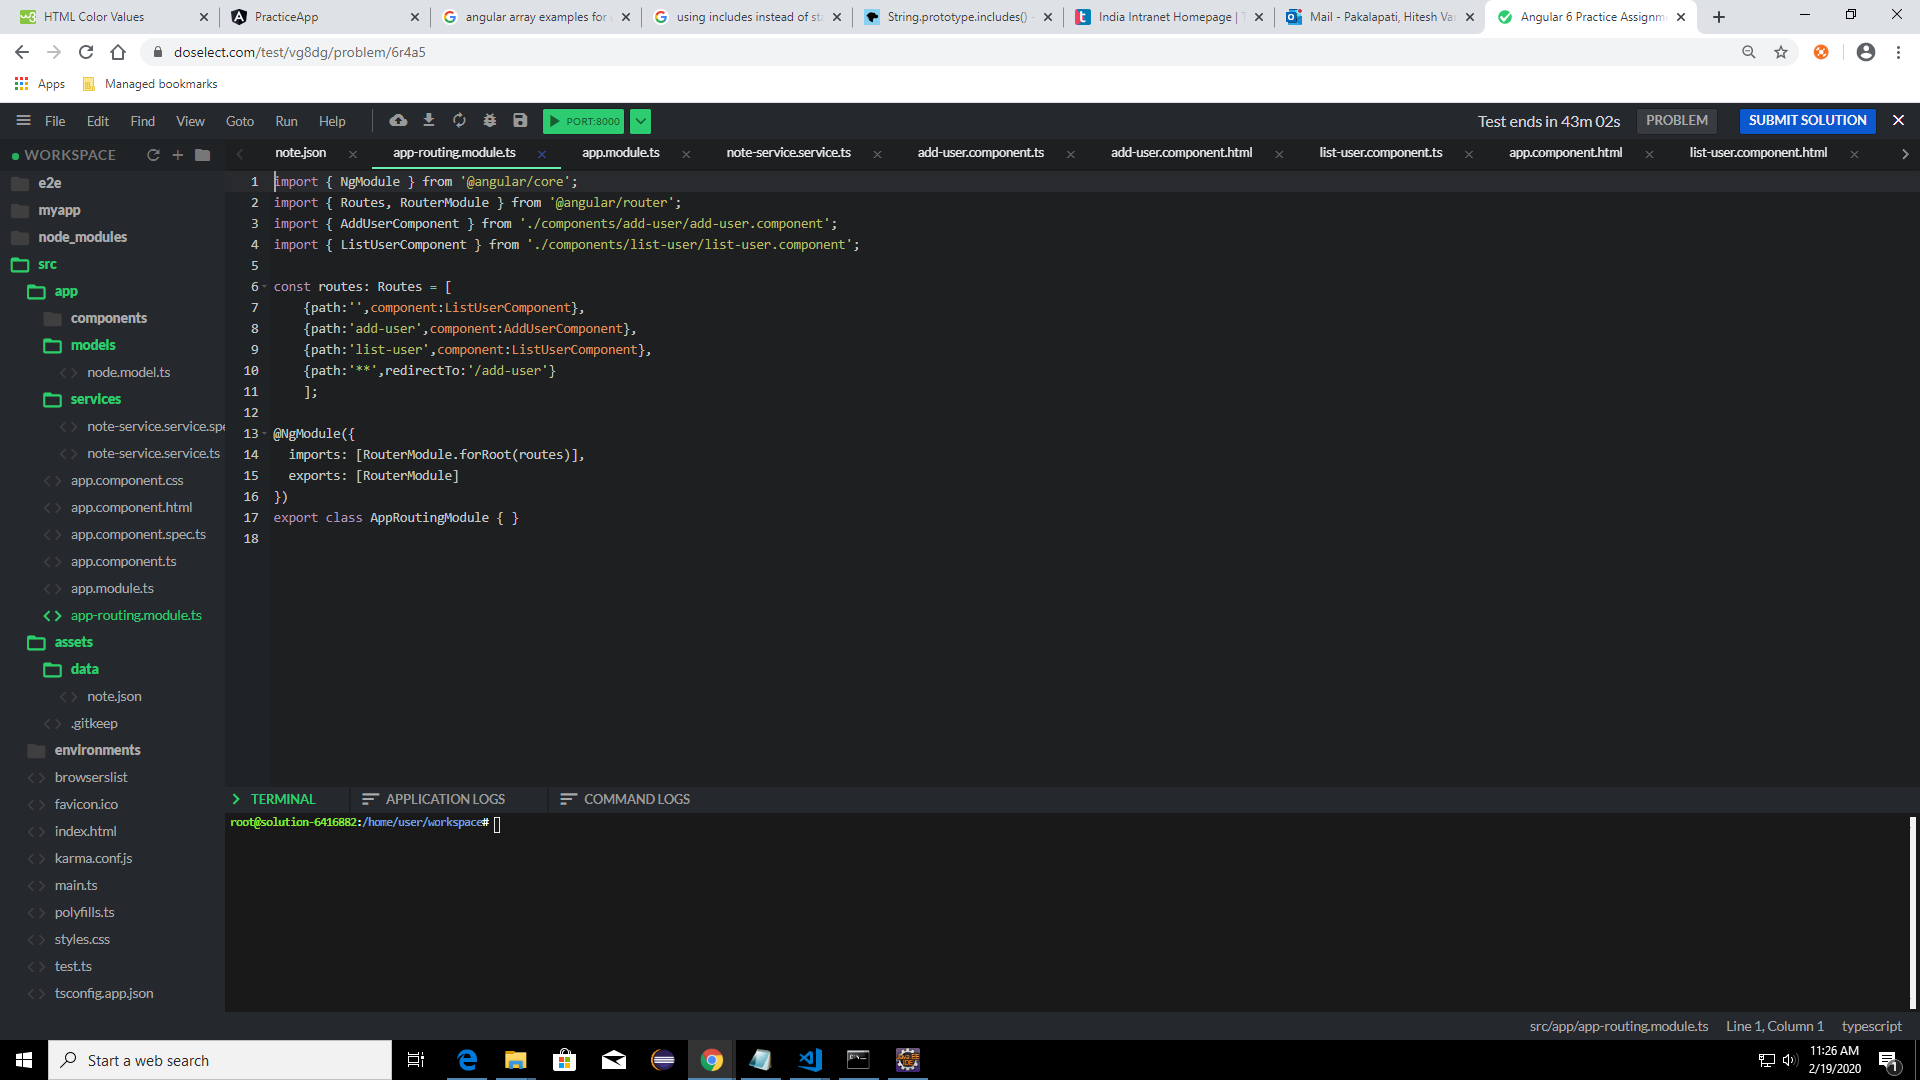 HTML Color Values
PracticeApp
angular array examples for
using includes instead of st
String.prototype.includes()
India Intranet Homepage | T
Mail - Pakalapati, Hitesh Va
Angular 6 Practice Assignm
doselect.com/test/vg8dg/problem/6r4a5
Apps
Managed bookmarks
File Edit Find View Goto Run Help
PORT:8000
Test ends in 43m 02s
PROBLEM
SUBMIT SOLUTION
WORKSPACE
note.json
app-routing.module.ts
app.module.ts
note-service.service.ts
add-user.component.ts
add-user.component.html
list-user.component.ts
app.component.html
list-user.component.html
e2e
myapp
node_modules
src
app
components
models
node.model.ts
services
note-service.service.spe
note-service.service.ts
app.component.css
app.component.html
app.component.spec.ts
app.component.ts
app.module.ts
app-routing.module.ts
assets
data
note.json
.gitkeep
environments
browserslist
favicon.ico
index.html
karma.conf.js
main.ts
polyfills.ts
styles.css
test.ts
tsconfig.app.json
1 import { NgModule } from '@angular/core';
2 import { Routes, RouterModule } from '@angular/router';
3 import { AddUserComponent } from './components/add-user/add-user.component';
4 import { ListUserComponent } from './components/list-user/list-user.component';
5
6 const routes: Routes = [
7 {path:'',component:ListUserComponent},
8 {path:'add-user',component:AddUserComponent},
9 {path:'list-user',component:ListUserComponent},
10 {path:'**',redirectTo:'/add-user'}
11 ];
12
13 @NgModule({
14 imports: [RouterModule.forRoot(routes)],
15 exports: [RouterModule]
16 })
17 export class AppRoutingModule { }
18
TERMINAL
APPLICATION LOGS
COMMAND LOGS
root@solution-6416882:/home/user/workspace#
src/app/app-routing.module.ts
Line 1, Column 1
typescript
Start a web search
11:26 AM
2/19/2020
1